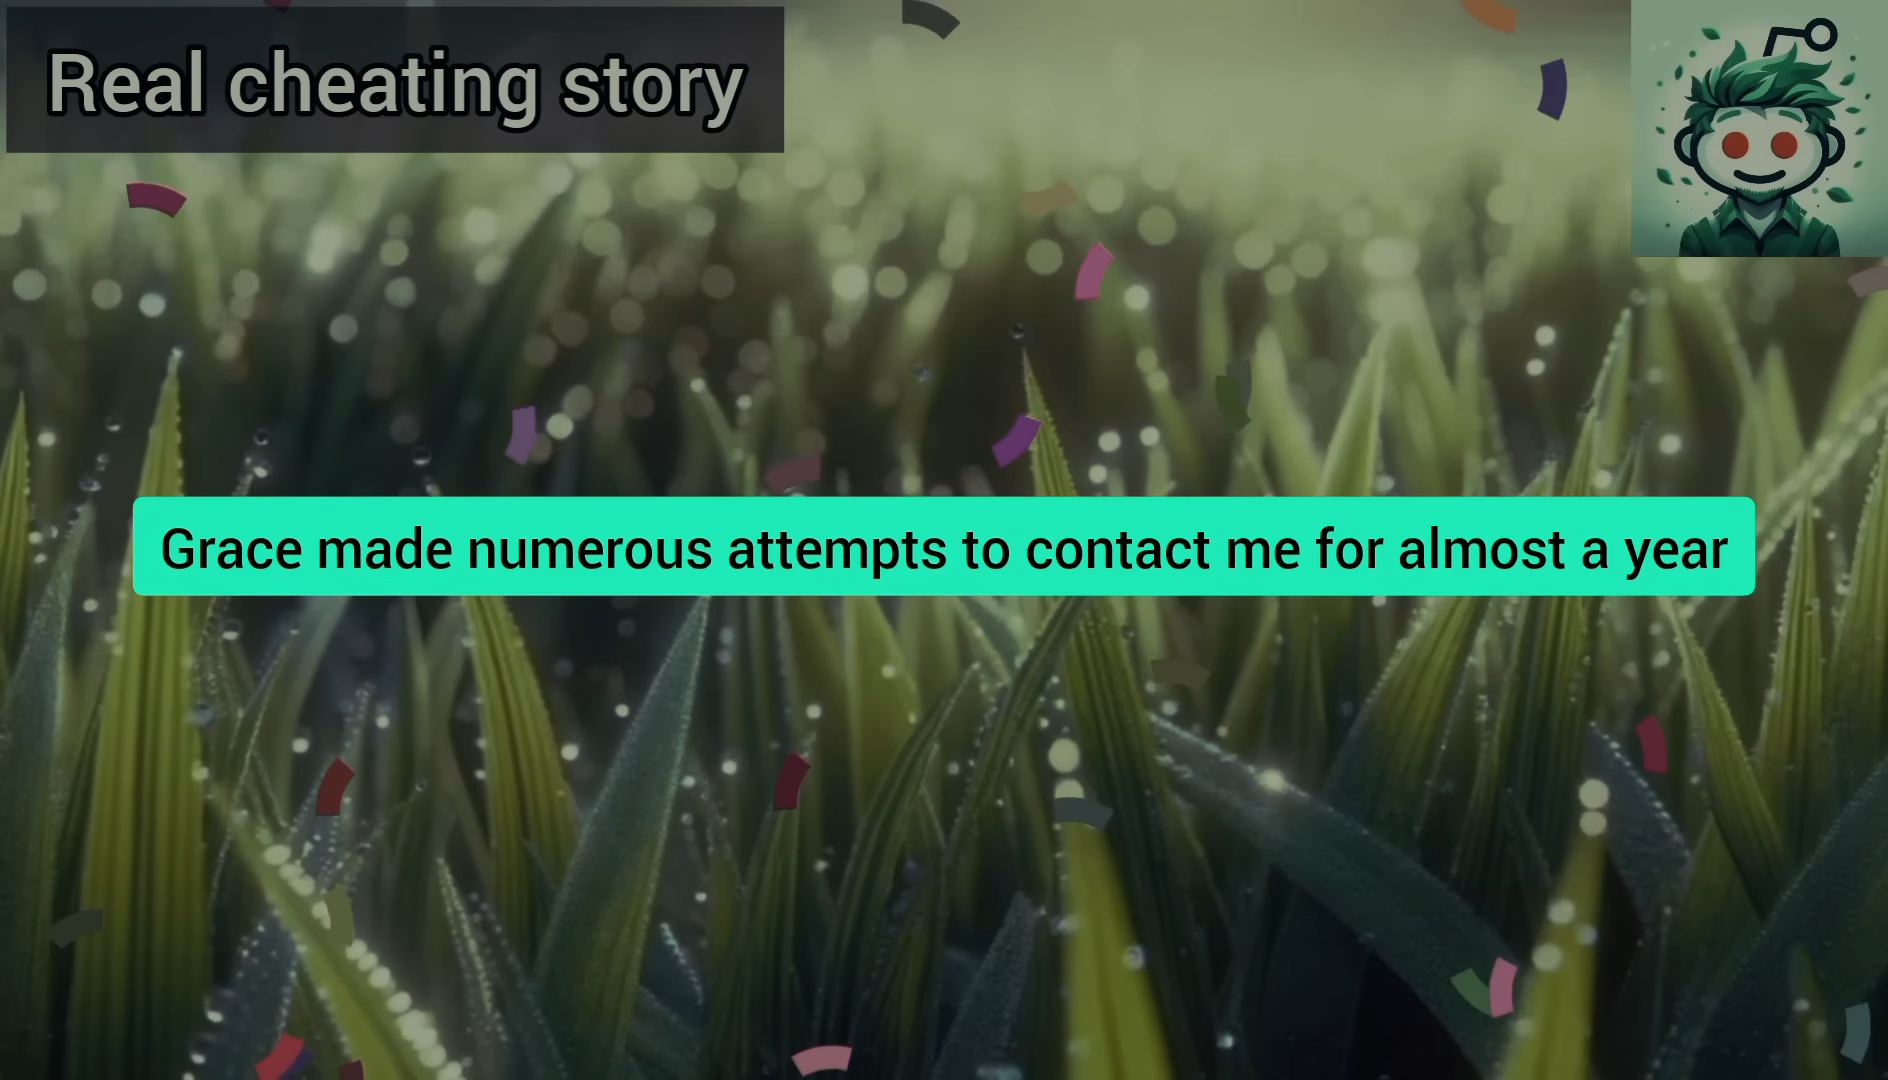 Real cheating story
Grace made numerous attempts to contact me for almost a year